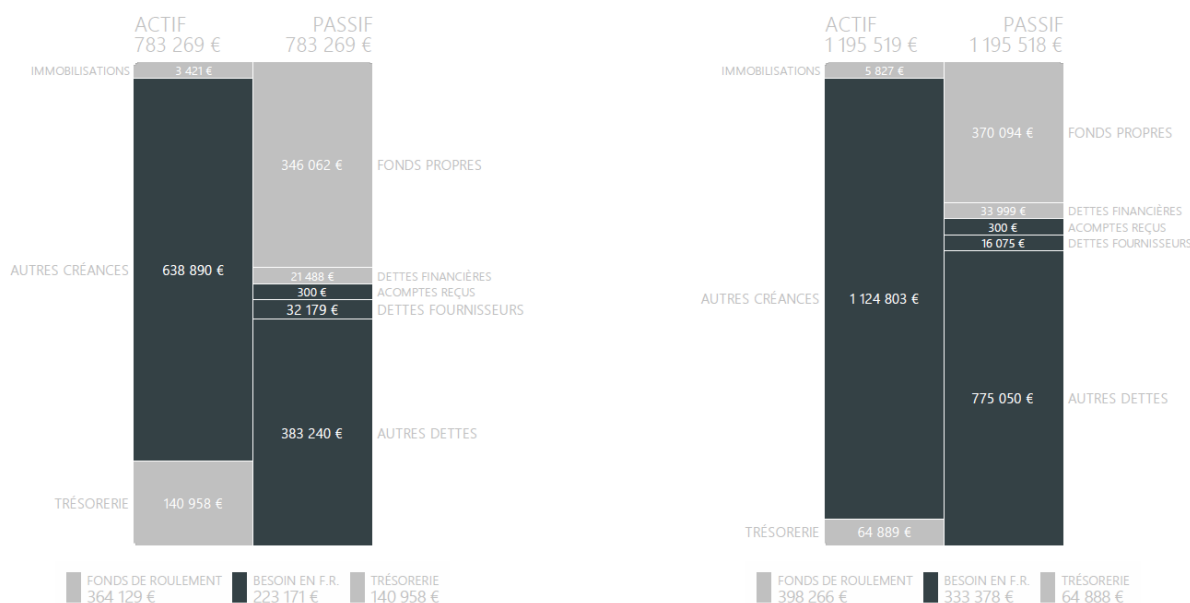 ACTIF
783 269 €
PASSIF
783 269 €
IMMOBILISATIONS
3 421 €
346 062 €
FONDS PROPRES
AUTRES CRÉANCES
638 890 €
21 488 €
DETTES FINANCIÈRES
300 €
ACOMPTES REÇUS
32 179 €
DETTES FOURNISSEURS
383 240 €
AUTRES DETTES
TRÉSORERIE
140 958 €
FONDS DE ROULEMENT
364 129 €
BESOIN EN F.R.
223 171 €
TRÉSORERIE
140 958 €
ACTIF
1 195 519 €
PASSIF
1 195 518 €
IMMOBILISATIONS
5 827 €
370 094 €
FONDS PROPRES
33 999 €
DETTES FINANCIÈRES
300 €
ACOMPTES REÇUS
16 075 €
DETTES FOURNISSEURS
AUTRES CRÉANCES
1 124 803 €
775 050 €
AUTRES DETTES
TRÉSORERIE
64 889 €
FONDS DE ROULEMENT
398 266 €
BESOIN EN F.R.
333 378 €
TRÉSORERIE
64 888 €